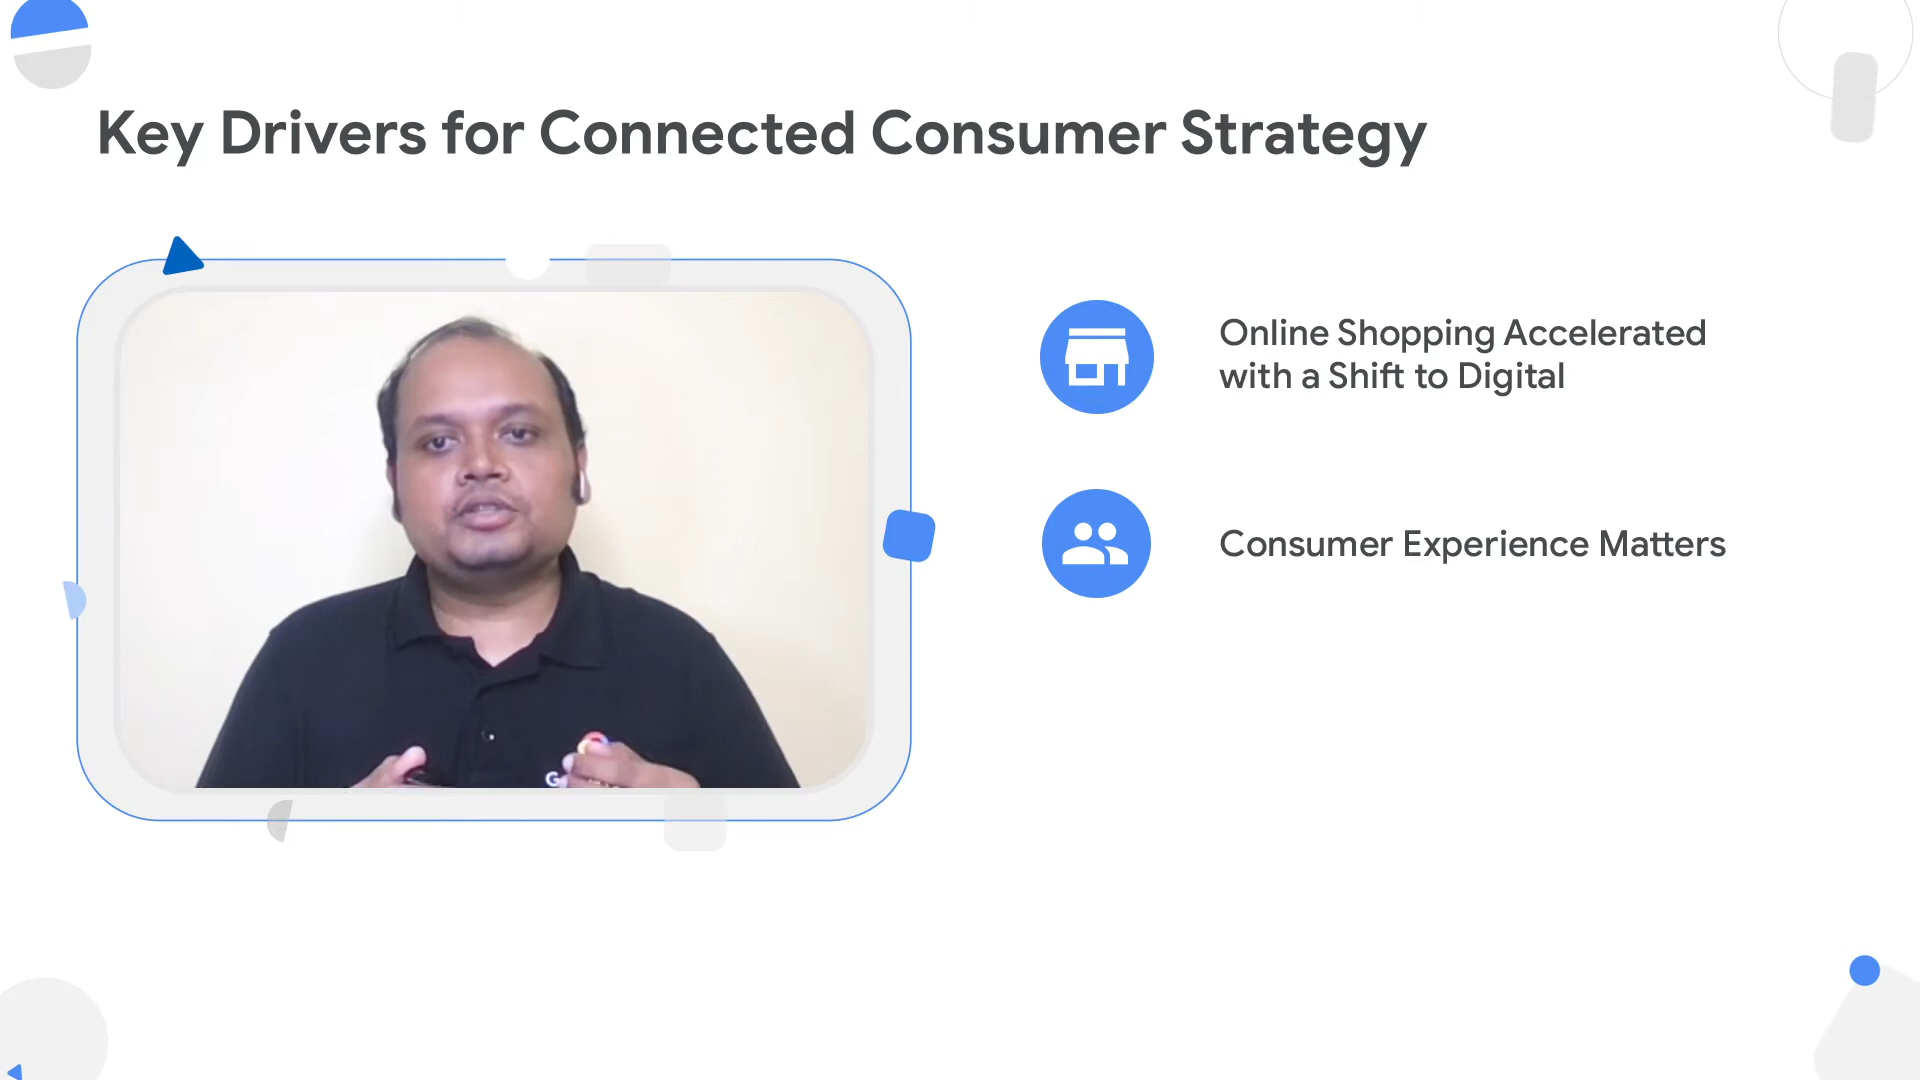 Key Drivers for Connected Consumer Strategy
Online Shopping Accelerated
with a Shift to Digital
Consumer Experience Matters
G